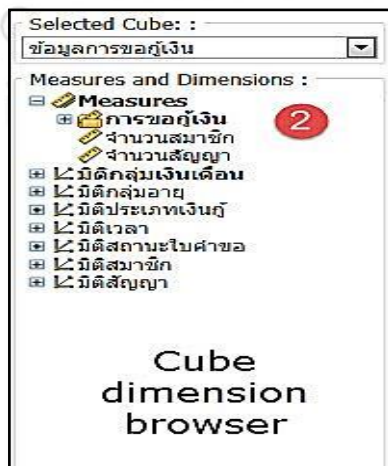 Selected Cube: :
ข้อมูลการขอกู้เงิน
Measures and Dimensions :
Measures
การขอกู้เงิน
2
จำนวนสมาชิก
จำนวนสัญญา
มิติกลุ่มเงินเดือน
มิติกลุ่มอายุ
มิติประเภทเงินกู้
มิติเวลา
มิติสถานะใบคำขอ
มิติสมาชิก
มิติสัญญา
Cube
dimension
browser